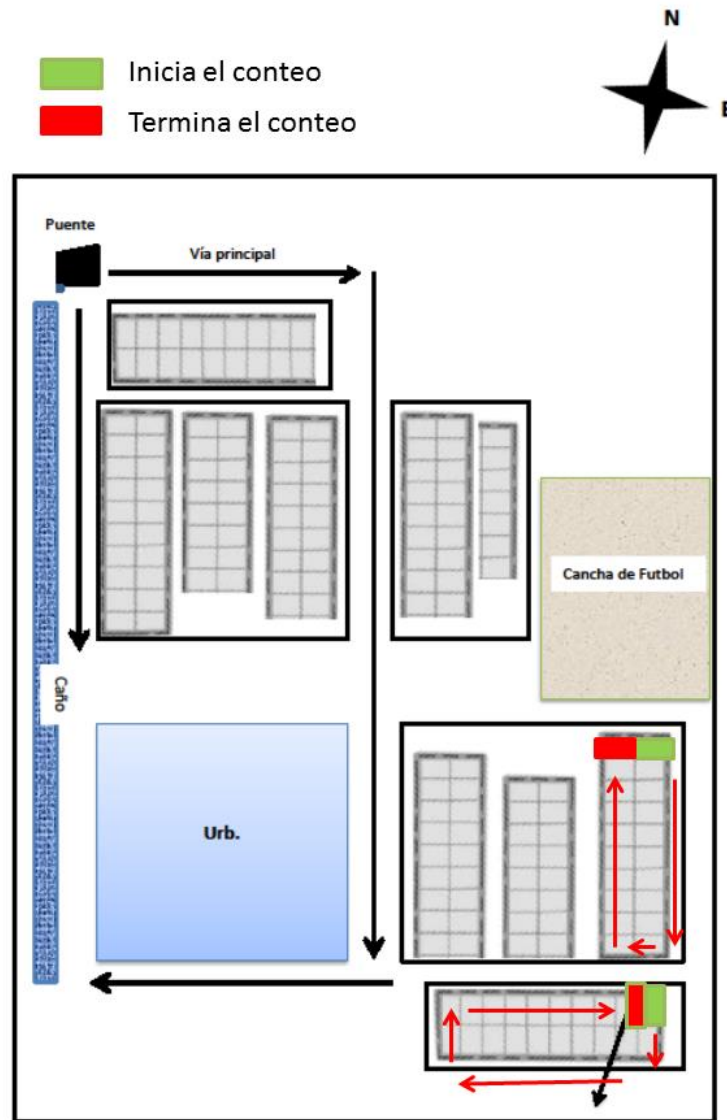 N
Inicia el conteo
Termina el conteo
E
Puente
Vía principal
Cancha de Futbol
Caño
Urb.